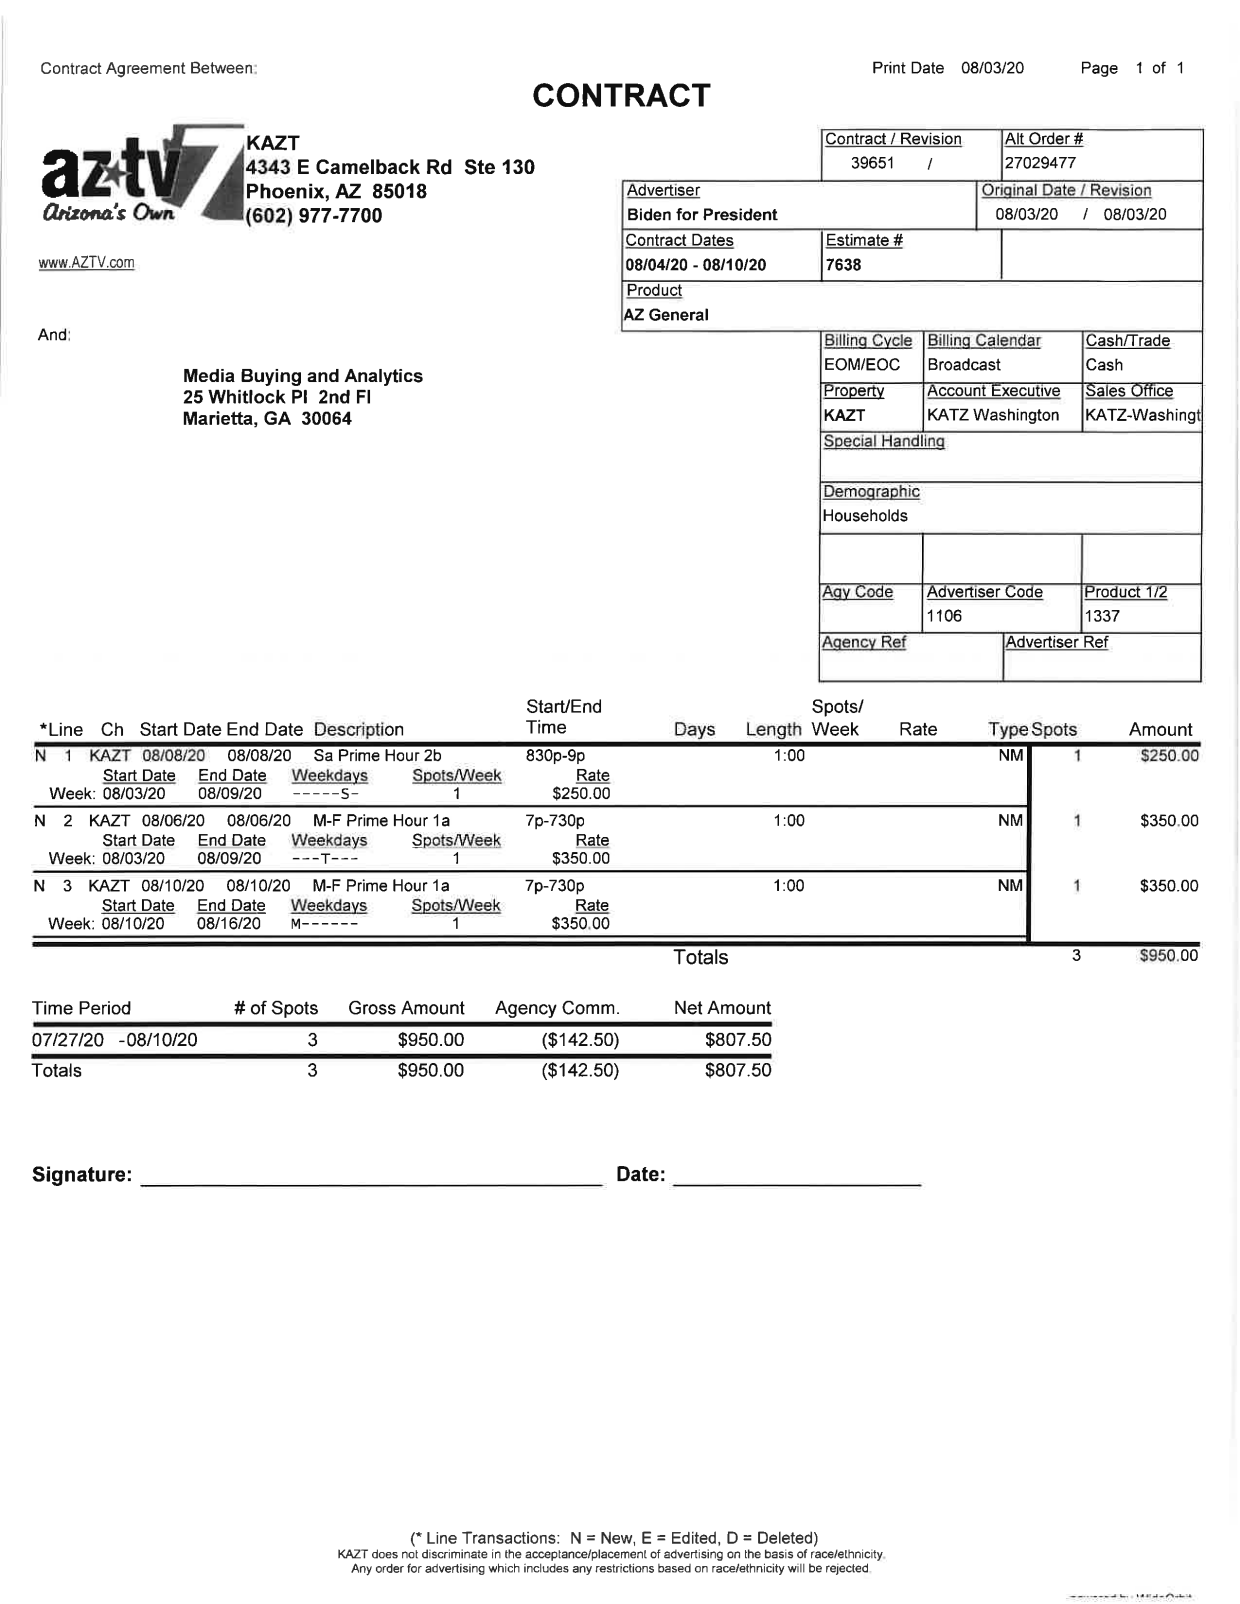 Contract Agreement Between:
Print Date 08/03/20 Page 1 of 1
CONTRACT
az★tv 7
Arizona's Own
KAZT
4343 E Camelback Rd Ste 130
Phoenix, AZ 85018
(602) 977-7700
www.AZTV.com
Contract / Revision Alt Order #
39651 / 27029477
Advertiser Original Date / Revision
Biden for President 08/03/20 / 08/03/20
Contract Dates Estimate #
08/04/20 - 08/10/20 7638
Product
AZ General
And:
Media Buying and Analytics
25 Whitlock Pl 2nd Fl
Marietta, GA 30064
Billing Cycle Billing Calendar Cash/Trade
EOM/EOC Broadcast Cash
Property Account Executive Sales Office
KAZT KATZ Washington KATZ-Washingt
Special Handling
Demographic
Households
Agy Code Advertiser Code Product 1/2
1106 1337
Agency Ref Advertiser Ref
Start/End Spots/
*Line Ch Start Date End Date Description Time Days Length Week Rate Type Spots Amount
N 1 KAZT 08/08/20 08/08/20 Sa Prime Hour 2b 830p-9p 1:00 NM 1 $250.00
Start Date End Date Weekdays Spots/Week Rate
Week: 08/03/20 08/09/20 -----S- 1 $250.00
N 2 KAZT 08/06/20 08/06/20 M-F Prime Hour 1a 7p-730p 1:00 NM 1 $350.00
Start Date End Date Weekdays Spots/Week Rate
Week: 08/03/20 08/09/20 ---T--- 1 $350.00
N 3 KAZT 08/10/20 08/10/20 M-F Prime Hour 1a 7p-730p 1:00 NM 1 $350.00
Start Date End Date Weekdays Spots/Week Rate
Week: 08/10/20 08/16/20 M------ 1 $350.00
Totals 3 $950.00
Time Period # of Spots Gross Amount Agency Comm. Net Amount
07/27/20 -08/10/20 3 $950.00 ($142.50) $807.50
Totals 3 $950.00 ($142.50) $807.50
Signature: Date:
(* Line Transactions: N = New, E = Edited, D = Deleted)
KAZT does not discriminate in the acceptance/placement of advertising on the basis of race/ethnicity.
Any order for advertising which includes any restrictions based on race/ethnicity will be rejected.